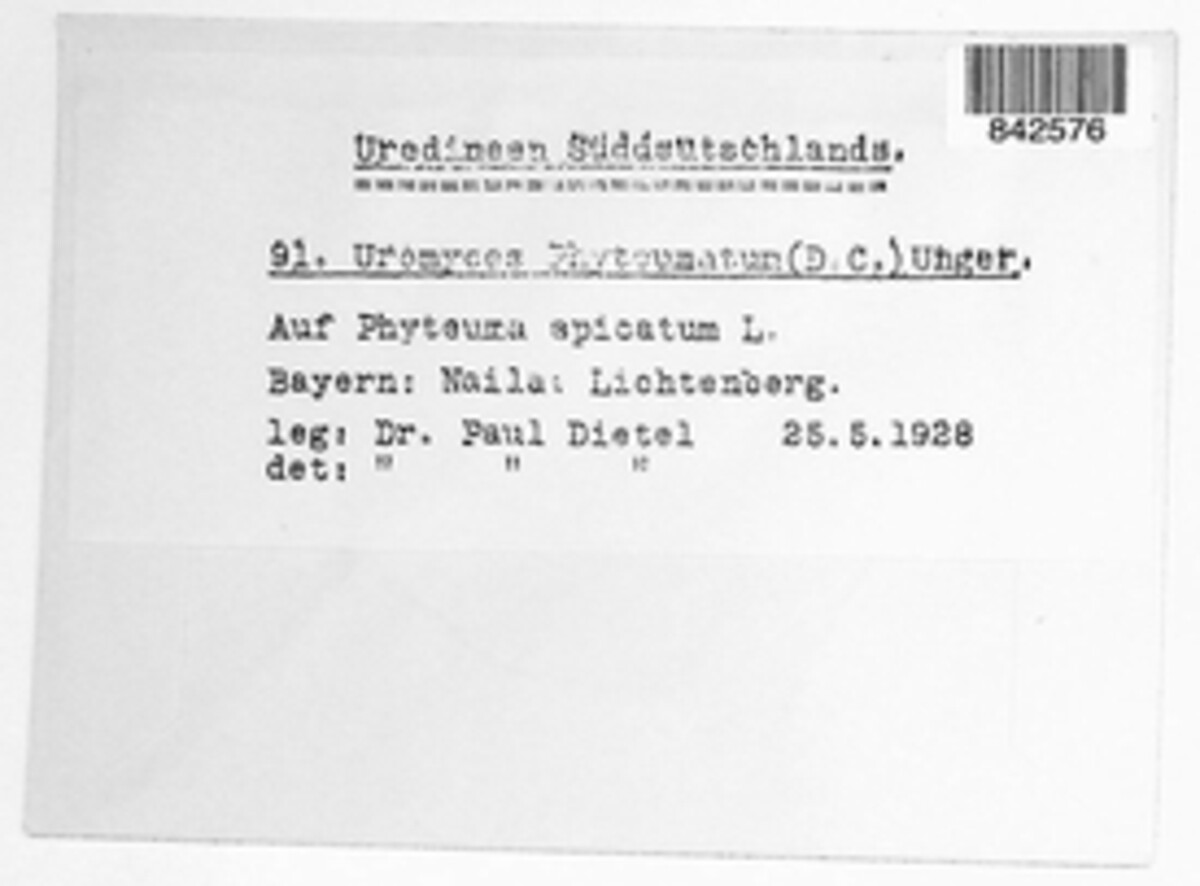 842576
Uredineen Süddeutschlands.
91. Uromyces Phyteumatum(D.C.)Unger.
Auf Phyteuma spicatum L.
Bayern: Naila: Lichtenberg.
leg: Dr. Paul Dietel 25.5.1928
det: " " "